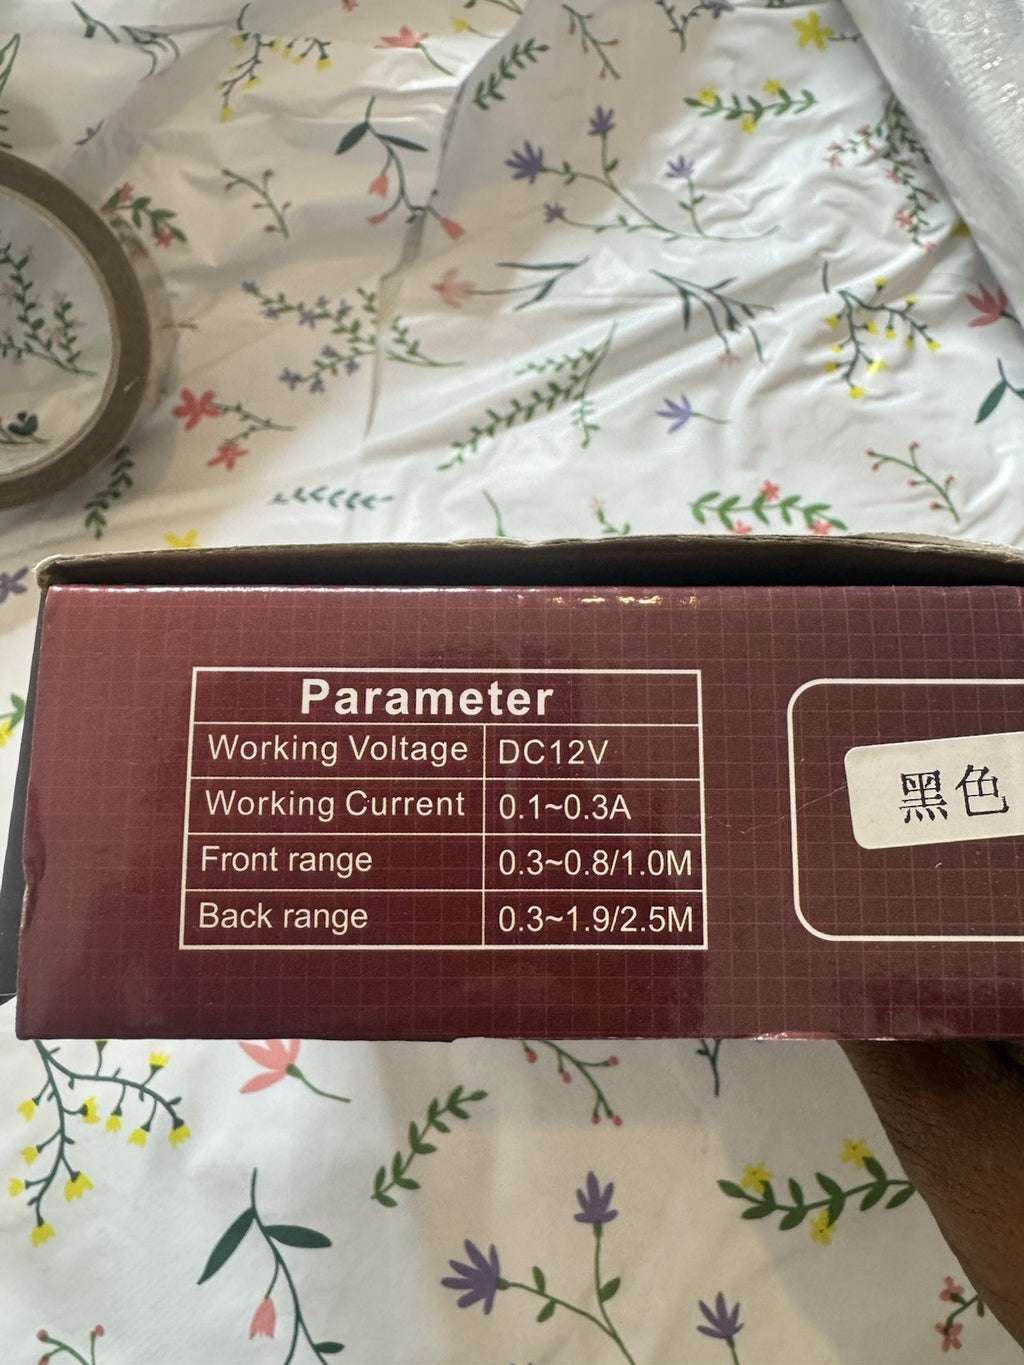 Parameter
Working Voltage DC12V
Working Current 0.1~0.3A
Front range 0.3~0.8/1.0M
Back range 0.3~1.9/2.5M
黑色